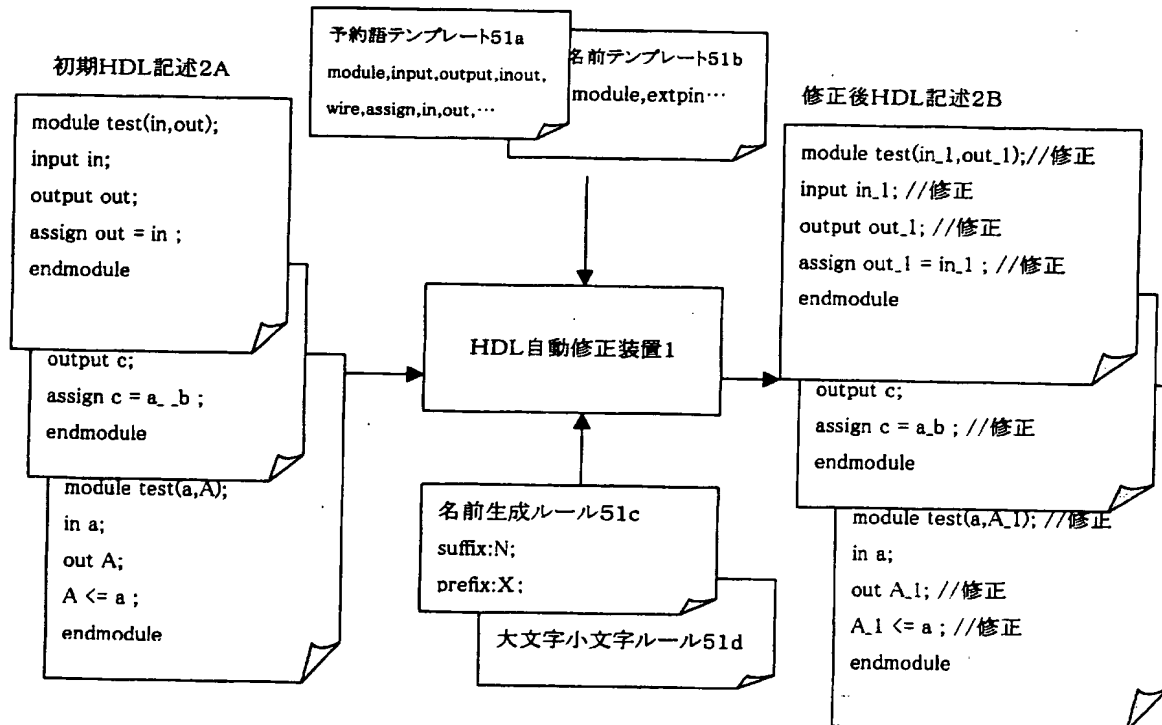 初期HDL記述2A
module test(in,out);
input in;
output out;
assign out = in ;
endmodule
output c;
assign c = a_ _b ;
endmodule
module test(a,A);
in a;
out A;
A <= a ;
endmodule
予約語テンプレート51a
module,input,output,inout,
wire,assign,in,out,…
名前テンプレート51b
module,extpin…
HDL自動修正装置1
名前生成ルール51c
suffix:N;
prefix:X;
大文字小文字ルール51d
修正後HDL記述2B
module test(in_1,out_1);//修正
input in_1; //修正
output out_1; //修正
assign out_1 = in_1 ; //修正
endmodule
output c;
assign c = a_b ; //修正
endmodule
module test(a,A_1); //修正
in a;
out A_1; //修正
A_1 <= a ; //修正
endmodule